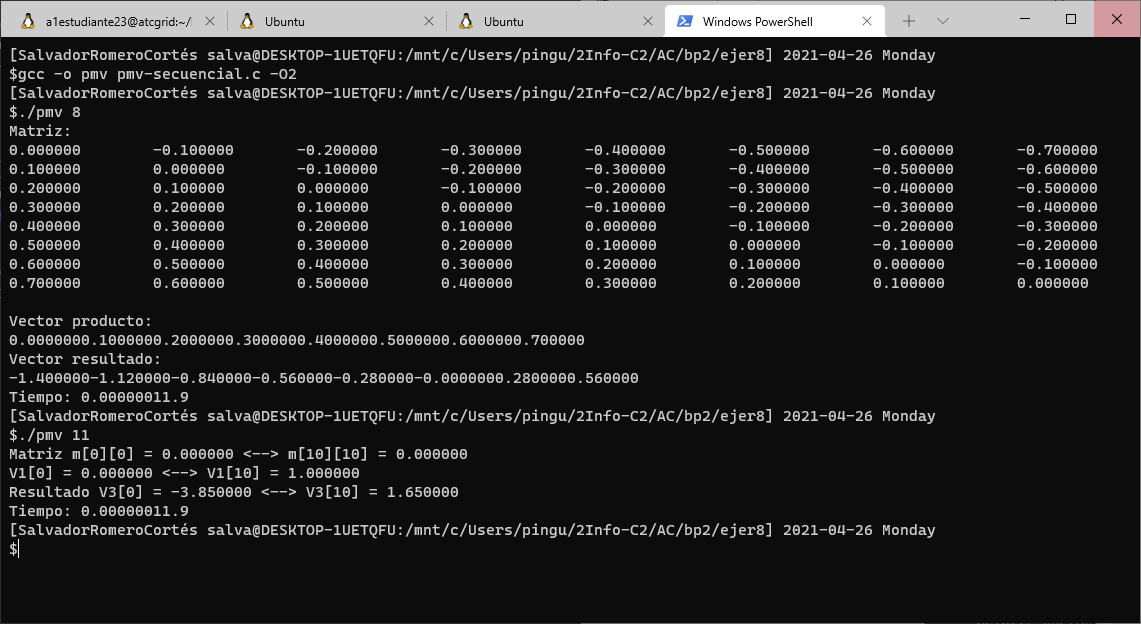 a1estudiante23@atcgrid:~/ Ubuntu Ubuntu Windows PowerShell
[SalvadorRomeroCortés salva@DESKTOP-1UETQFU:/mnt/c/Users/pingu/2Info-C2/AC/bp2/ejer8] 2021-04-26 Monday
$gcc -o pmv pmv-secuencial.c -O2
[SalvadorRomeroCortés salva@DESKTOP-1UETQFU:/mnt/c/Users/pingu/2Info-C2/AC/bp2/ejer8] 2021-04-26 Monday
$./pmv 8
Matriz:
0.000000 -0.100000 -0.200000 -0.300000 -0.400000 -0.500000 -0.600000 -0.700000
0.100000 0.000000 -0.100000 -0.200000 -0.300000 -0.400000 -0.500000 -0.600000
0.200000 0.100000 0.000000 -0.100000 -0.200000 -0.300000 -0.400000 -0.500000
0.300000 0.200000 0.100000 0.000000 -0.100000 -0.200000 -0.300000 -0.400000
0.400000 0.300000 0.200000 0.100000 0.000000 -0.100000 -0.200000 -0.300000
0.500000 0.400000 0.300000 0.200000 0.100000 0.000000 -0.100000 -0.200000
0.600000 0.500000 0.400000 0.300000 0.200000 0.100000 0.000000 -0.100000
0.700000 0.600000 0.500000 0.400000 0.300000 0.200000 0.100000 0.000000
Vector producto:
0.0000000.1000000.2000000.3000000.4000000.5000000.6000000.700000
Vector resultado:
-1.400000-1.120000-0.840000-0.560000-0.280000-0.0000000.2800000.560000
Tiempo: 0.00000011.9
[SalvadorRomeroCortés salva@DESKTOP-1UETQFU:/mnt/c/Users/pingu/2Info-C2/AC/bp2/ejer8] 2021-04-26 Monday
$./pmv 11
Matriz m[0][0] = 0.000000 <--> m[10][10] = 0.000000
V1[0] = 0.000000 <--> V1[10] = 1.000000
Resultado V3[0] = -3.850000 <--> V3[10] = 1.650000
Tiempo: 0.00000011.9
[SalvadorRomeroCortés salva@DESKTOP-1UETQFU:/mnt/c/Users/pingu/2Info-C2/AC/bp2/ejer8] 2021-04-26 Monday
$